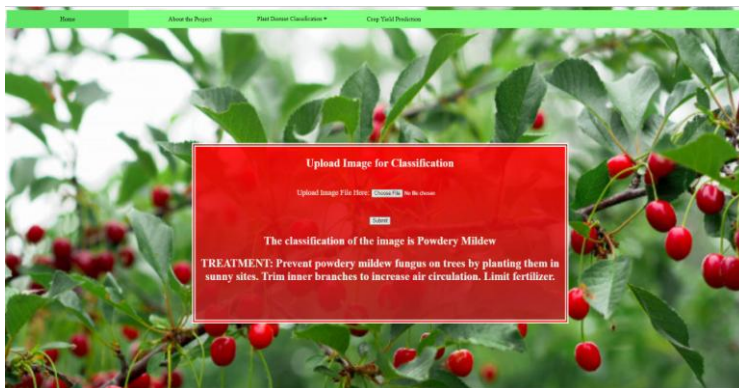 Home
About the Project
Plant Disease Classification
Crop Yield Prediction
Upload Image for Classification
Upload Image File Here: Choose File No file chosen
Submit
The classification of the image is Powdery Mildew
TREATMENT: Prevent powdery mildew fungus on trees by planting them in
sunny sites. Trim inner branches to increase air circulation. Limit fertilizer.